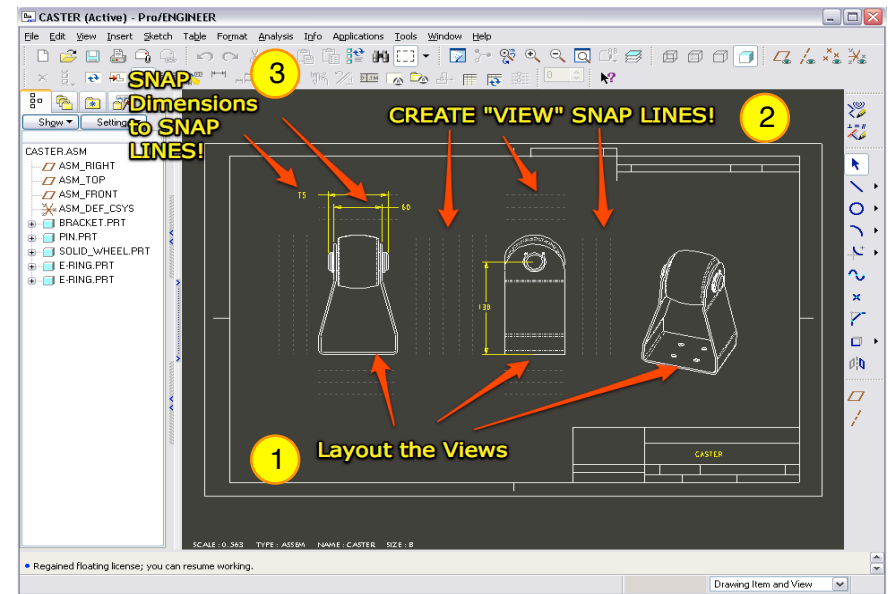 CASTER (Active) - Pro/ENGINEER
File Edit View Insert Sketch Table Format Analysis Info Applications Tools Window Help
3
SNAP
Dimensions
to SNAP
LINES!
Show
Settings
CREATE "VIEW" SNAP LINES!
2
CASTER.ASM
ASM_RIGHT
ASM_TOP
ASM_FRONT
ASM_DEF_CSYS
BRACKET.PRT
PIN.PRT
SOLID_WHEEL.PRT
E-RING.PRT
E-RING.PRT
75
60
130
1
Layout the Views
CASTER
SCALE : 0.563 TYPE : ASSEM NAME : CASTER SIZE : B
• Regained floating license; you can resume working.
Drawing Item and View